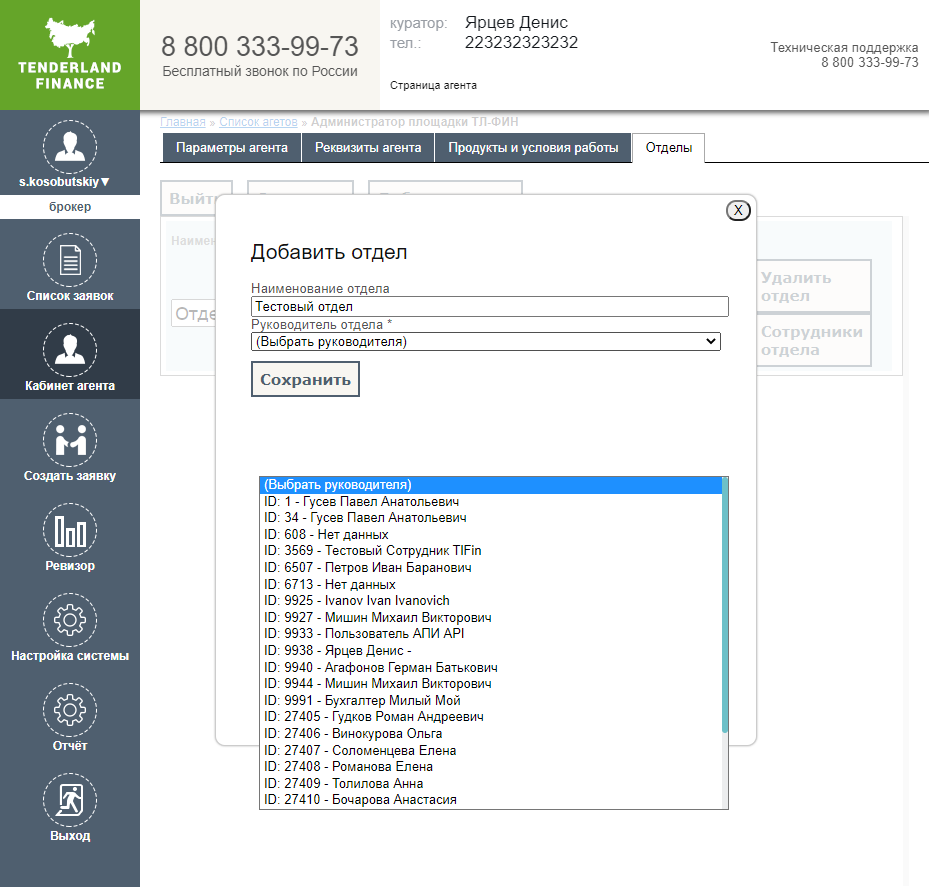 TENDERLAND
FINANCE
8 800 333-99-73
Бесплатный звонок по России
куратор: Ярцев Денис
тел.: 223232323232
Страница агента
Техническая поддержка
8 800 333-99-73
s.kosobutskiy▼
брокер
Список заявок
Кабинет агента
Создать заявку
Ревизор
Настройка системы
Отчёт
Выход
Главная » Список агетов » Администратор площадки ТЛ-ФИН
Параметры агента
Реквизиты агента
Продукты и условия работы
Отделы
X
Добавить отдел
Наименование отдела
Тестовый отдел
Руководитель отдела *
(Выбрать руководителя)
Сохранить
Удалить
отдел
Сотрудники
отдела
(Выбрать руководителя)
ID: 1 - Гусев Павел Анатольевич
ID: 34 - Гусев Павел Анатольевич
ID: 608 - Нет данных
ID: 3569 - Тестовый Сотрудник TlFin
ID: 6507 - Петров Иван Баранович
ID: 6713 - Нет данных
ID: 9925 - Ivanov Ivan Ivanovich
ID: 9927 - Мишин Михаил Викторович
ID: 9933 - Пользователь АПИ API
ID: 9938 - Ярцев Денис -
ID: 9940 - Агафонов Герман Батькович
ID: 9944 - Мишин Михаил Викторович
ID: 9991 - Бухгалтер Милый Мой
ID: 27405 - Гудков Роман Андреевич
ID: 27406 - Винокурова Ольга
ID: 27407 - Соломенцева Елена
ID: 27408 - Романова Елена
ID: 27409 - Толилова Анна
ID: 27410 - Бочарова Анастасия